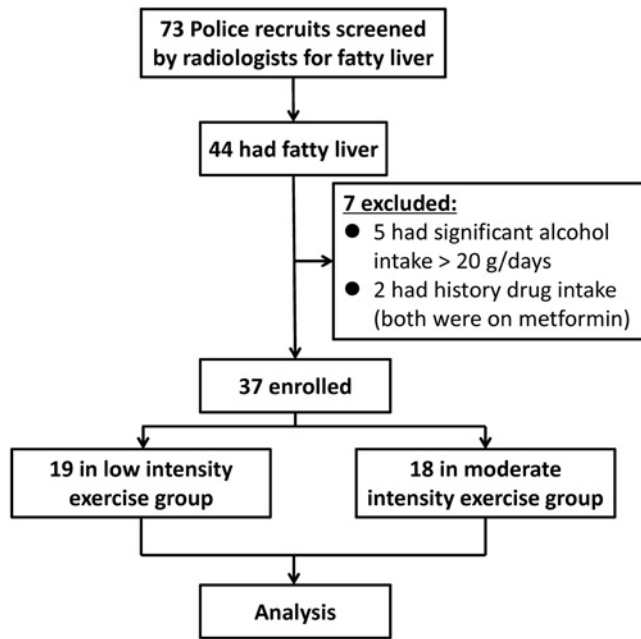 73 Police recruits screened
by radiologists for fatty liver
44 had fatty liver
7 excluded:
● 5 had significant alcohol
intake > 20 g/days
● 2 had history drug intake
(both were on metformin)
37 enrolled
19 in low intensity
exercise group
18 in moderate
intensity exercise group
Analysis